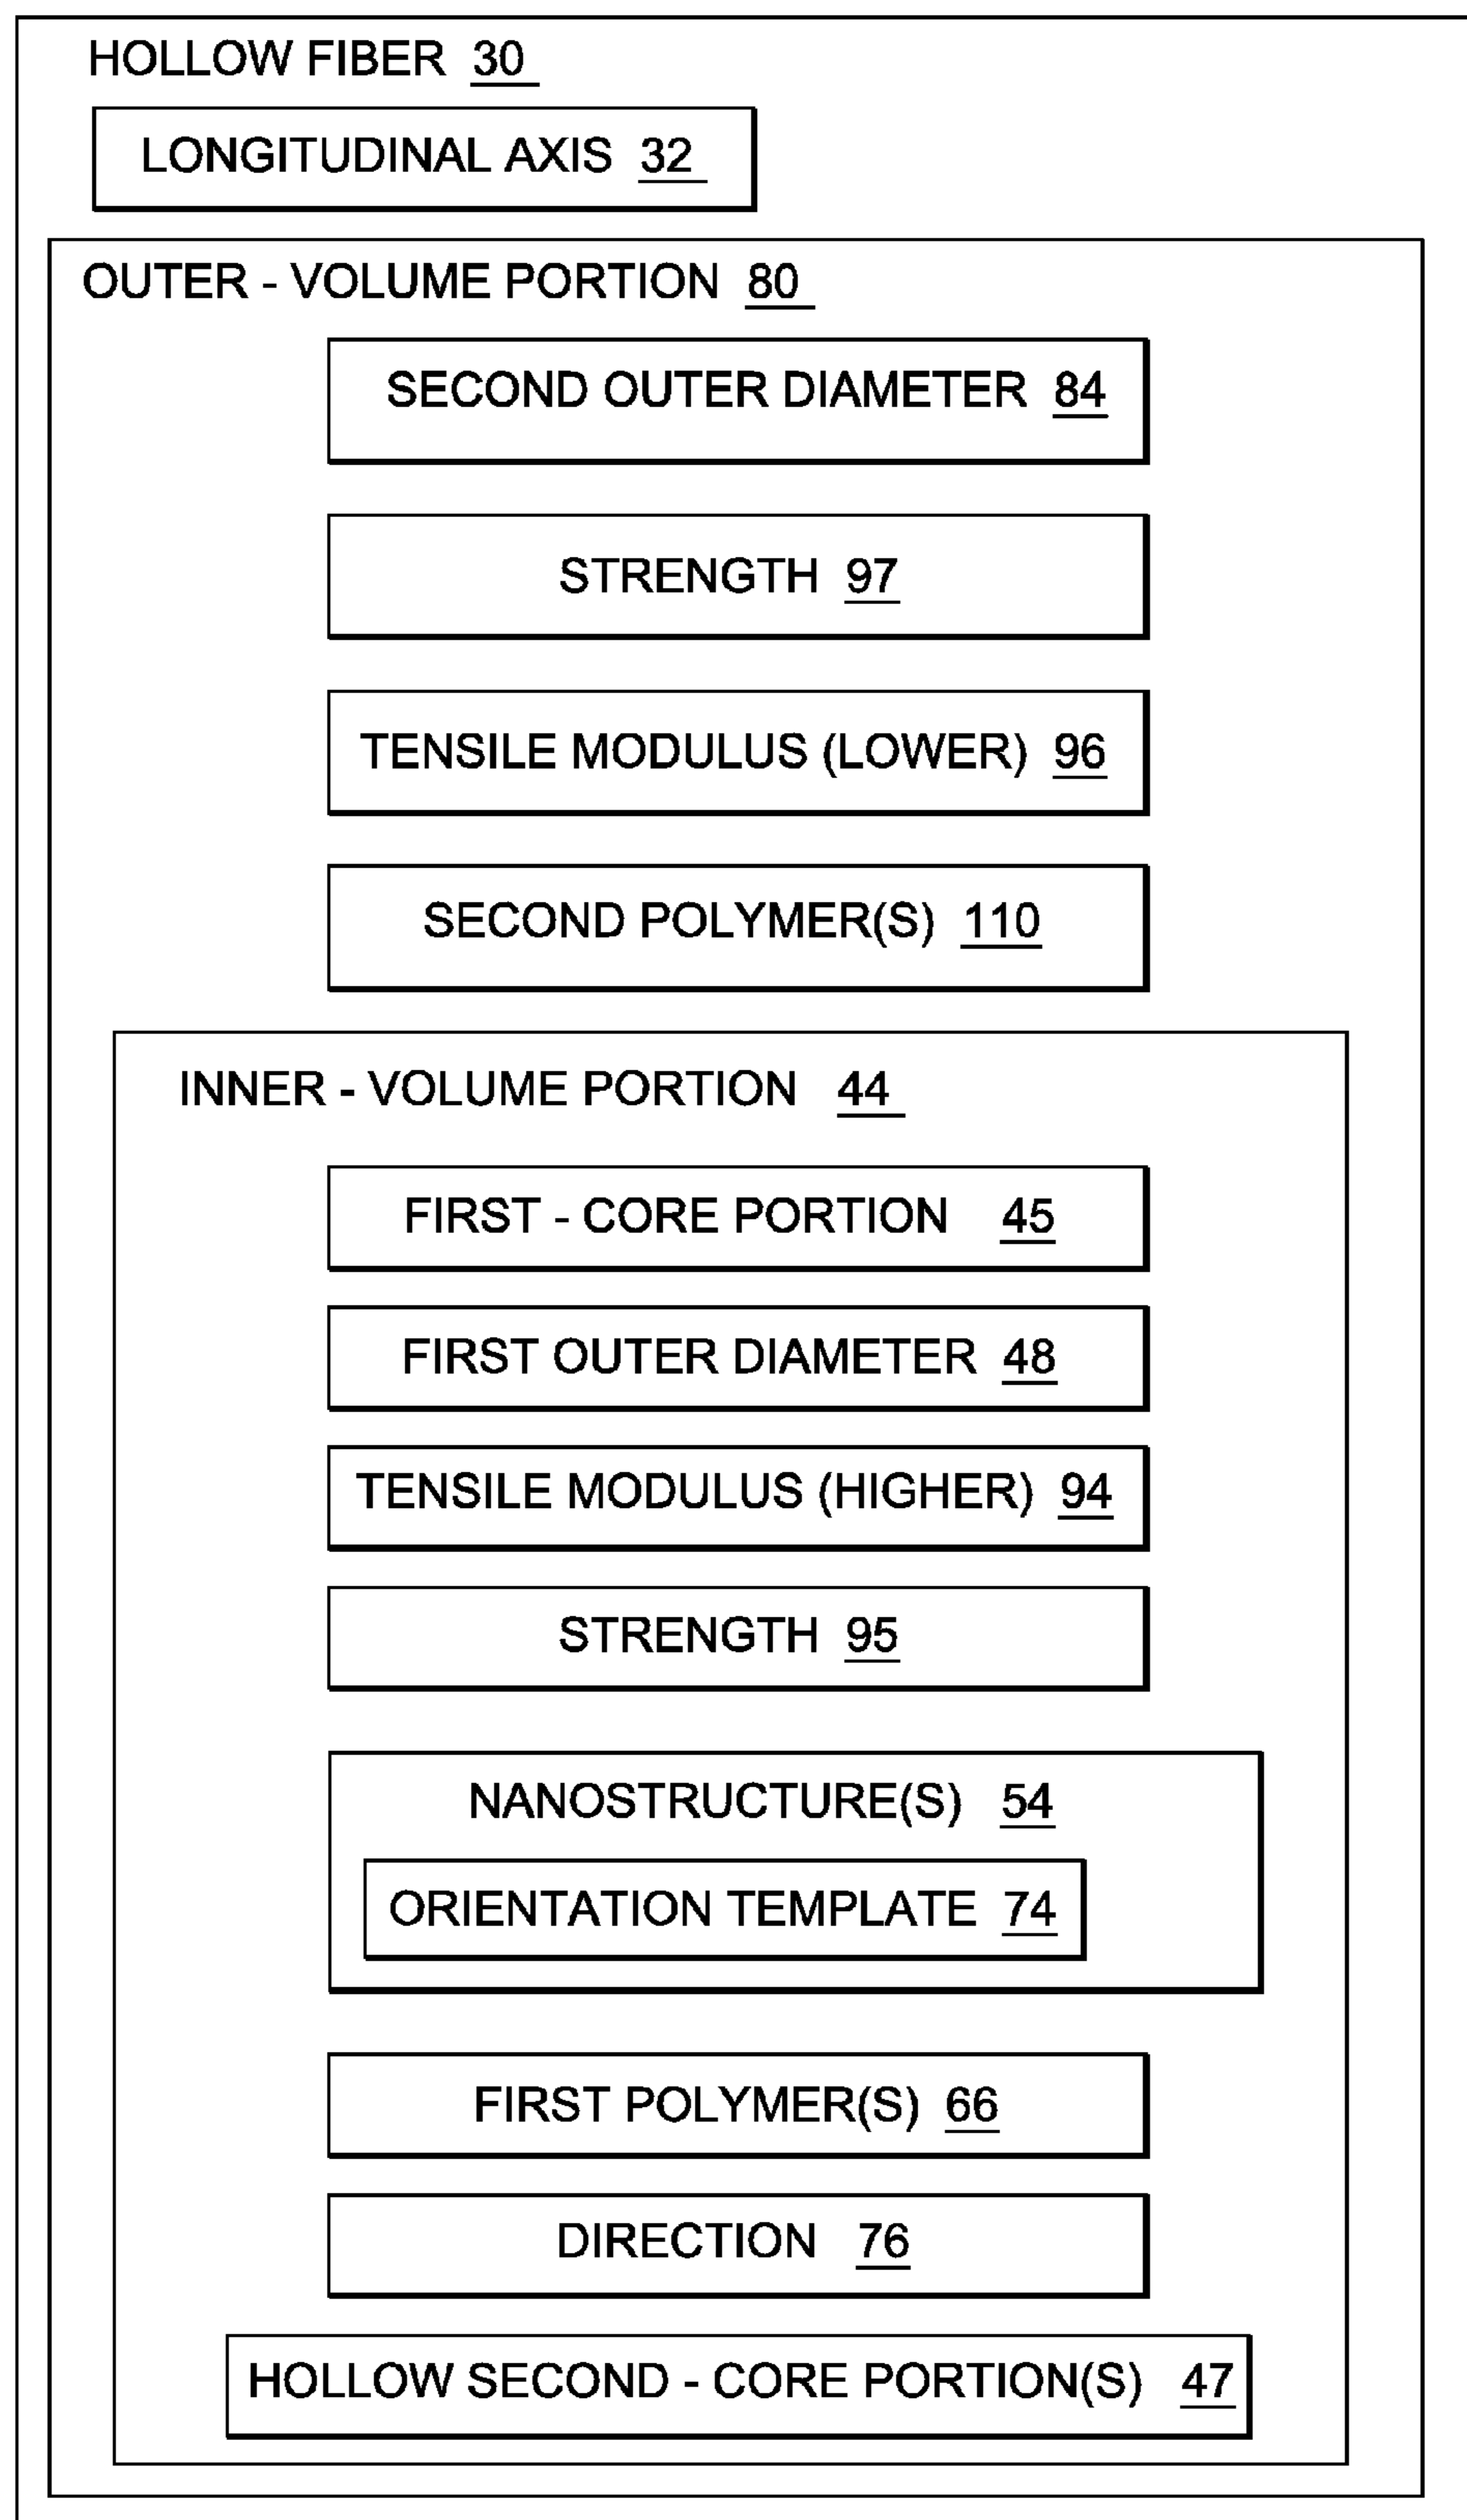 HOLLOW FIBER 30
LONGITUDINAL AXIS 32
OUTER - VOLUME PORTION 80
SECOND OUTER DIAMETER 84
STRENGTH 97
TENSILE MODULUS (LOWER) 96
SECOND POLYMER(S) 110
INNER - VOLUME PORTION 44
FIRST - CORE PORTION 45
FIRST OUTER DIAMETER 48
TENSILE MODULUS (HIGHER) 94
STRENGTH 95
NANOSTRUCTURE(S) 54
ORIENTATION TEMPLATE 74
FIRST POLYMER(S) 66
DIRECTION 76
HOLLOW SECOND - CORE PORTION(S) 47